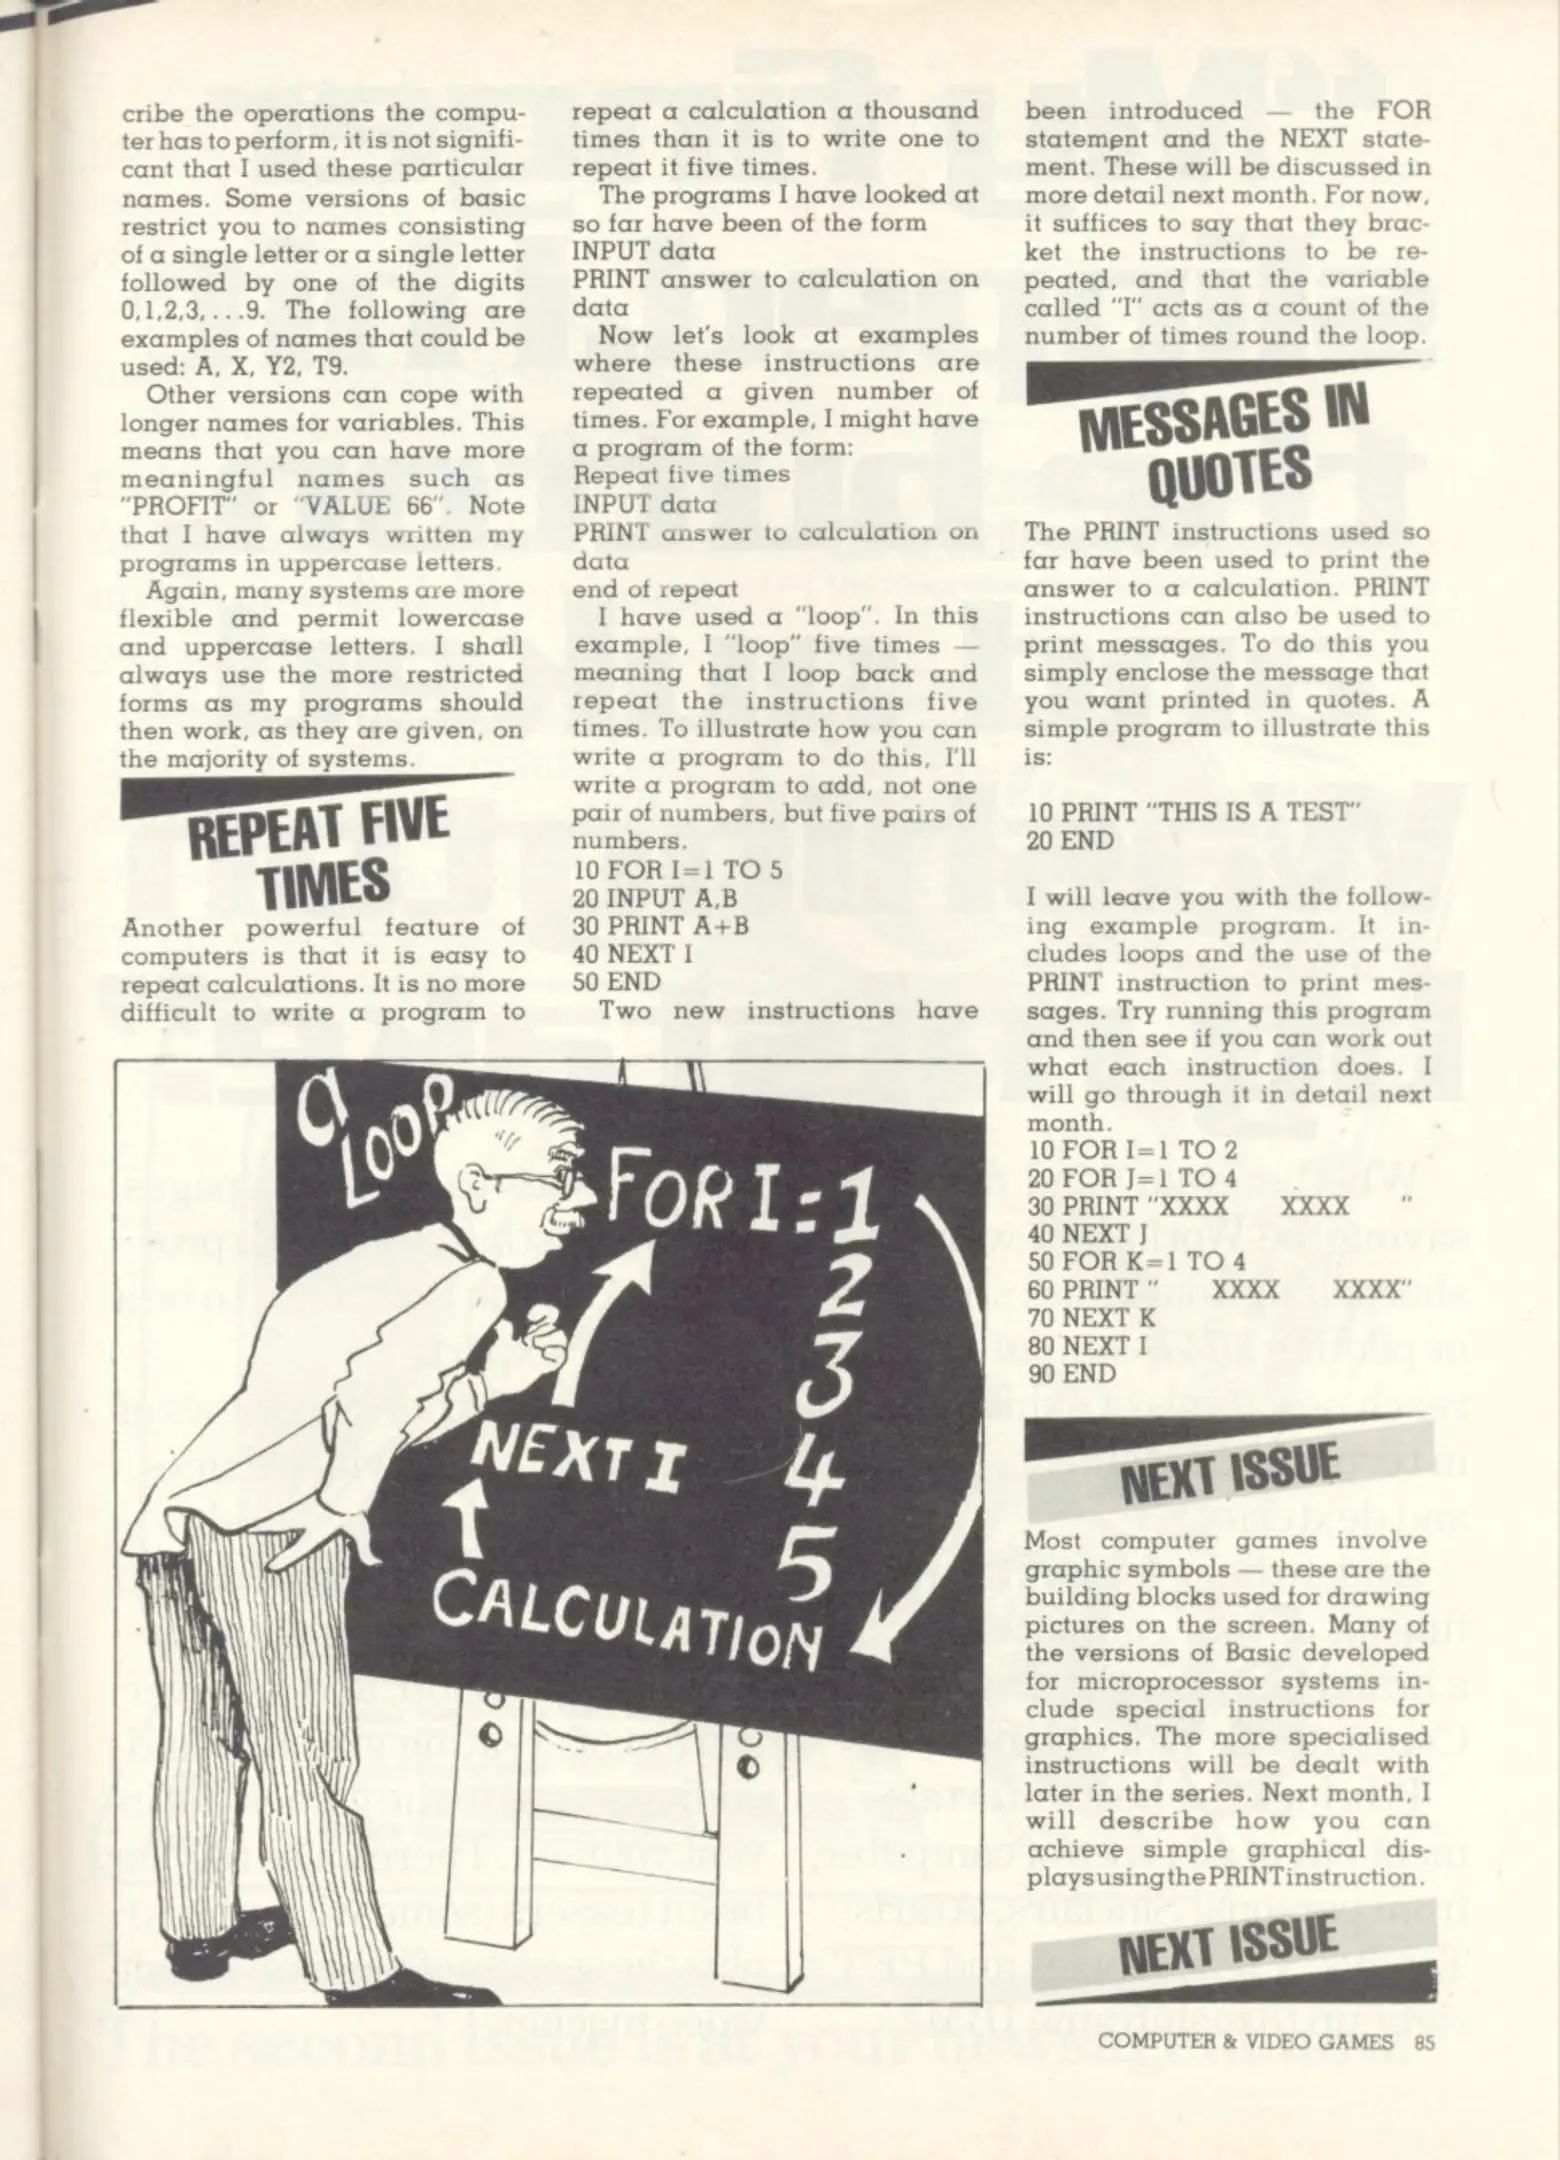 cribe the operations the compu-
ter has to perform, it is not signifi-
cant that I used these particular
names. Some versions of basic
restrict you to names consisting
of a single letter or a single letter
followed by one of the digits
0,1,2,3,...9. The following are
examples of names that could be
used: A, X, Y2, T9.
Other versions can cope with
longer names for variables. This
means that you can have more
meaningful names such as
"PROFIT" or "VALUE 66". Note
that I have always written my
programs in uppercase letters.
Again, many systems are more
flexible and permit lowercase
and uppercase letters. I shall
always use the more restricted
forms as my programs should
then work, as they are given, on
the majority of systems.
REPEAT FIVE
TIMES
Another powerful feature of
computers is that it is easy to
repeat calculations. It is no more
difficult to write a program to
repeat a calculation a thousand
times than it is to write one to
repeat it five times.
The programs I have looked at
so far have been of the form
INPUT data
PRINT answer to calculation on
data
Now let's look at examples
where these instructions are
repeated a given number of
times. For example, I might have
a program of the form:
Repeat five times
INPUT data
PRINT answer to calculation on
data
end of repeat
I have used a "loop". In this
example, I "loop" five times —
meaning that I loop back and
repeat the instructions five
times. To illustrate how you can
write a program to do this, I'll
write a program to add, not one
pair of numbers, but five pairs of
numbers.
10 FOR I=1 TO 5
20 INPUT A,B
30 PRINT A+B
40 NEXT I
50 END
Two new instructions have
been introduced — the FOR
statement and the NEXT state-
ment. These will be discussed in
more detail next month. For now,
it suffices to say that they brac-
ket the instructions to be re-
peated, and that the variable
called "I" acts as a count of the
number of times round the loop.
MESSAGES IN
QUOTES
The PRINT instructions used so
far have been used to print the
answer to a calculation. PRINT
instructions can also be used to
print messages. To do this you
simply enclose the message that
you want printed in quotes. A
simple program to illustrate this
is:
10 PRINT "THIS IS A TEST"
20 END
I will leave you with the follow-
ing example program. It in-
cludes loops and the use of the
PRINT instruction to print mes-
sages. Try running this program
and then see if you can work out
what each instruction does. I
will go through it in detail next
month.
10 FOR I=1 TO 2
20 FOR J=1 TO 4
30 PRINT "XXXX    XXXX    "
40 NEXT J
50 FOR K=1 TO 4
60 PRINT "    XXXX    XXXX"
70 NEXT K
80 NEXT I
90 END
NEXT ISSUE
Most computer games involve
graphic symbols — these are the
building blocks used for drawing
pictures on the screen. Many of
the versions of Basic developed
for microprocessor systems in-
clude special instructions for
graphics. The more specialised
instructions will be dealt with
later in the series. Next month, I
will describe how you can
achieve simple graphical dis-
plays using the PRINT instruction.
NEXT ISSUE
a
LOOP
FOR I = 1
2
3
NEXT I 4
5
CALCULATION
COMPUTER & VIDEO GAMES 85